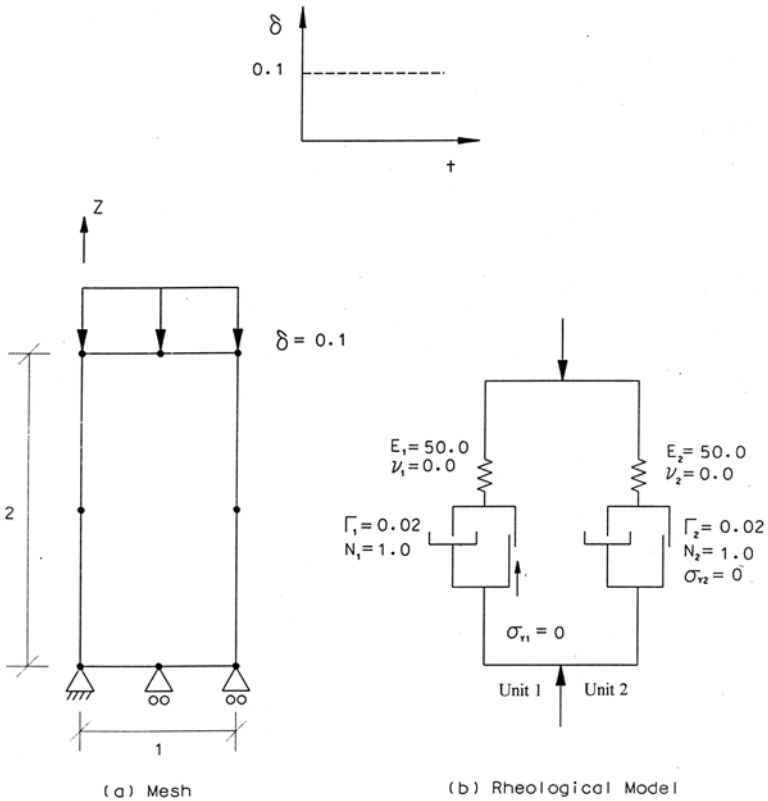 δ
0.1
t
Z
δ = 0.1
2
1
(a) Mesh
E₁= 50.0
ν₁=0.0
Γ₁=0.02
N₁=1.0
σY1 = 0
E₂= 50.0
ν₂=0.0
Γ₂=0.02
N₂=1.0
σY2 = 0
Unit 1
Unit 2
(b) Rheological Model